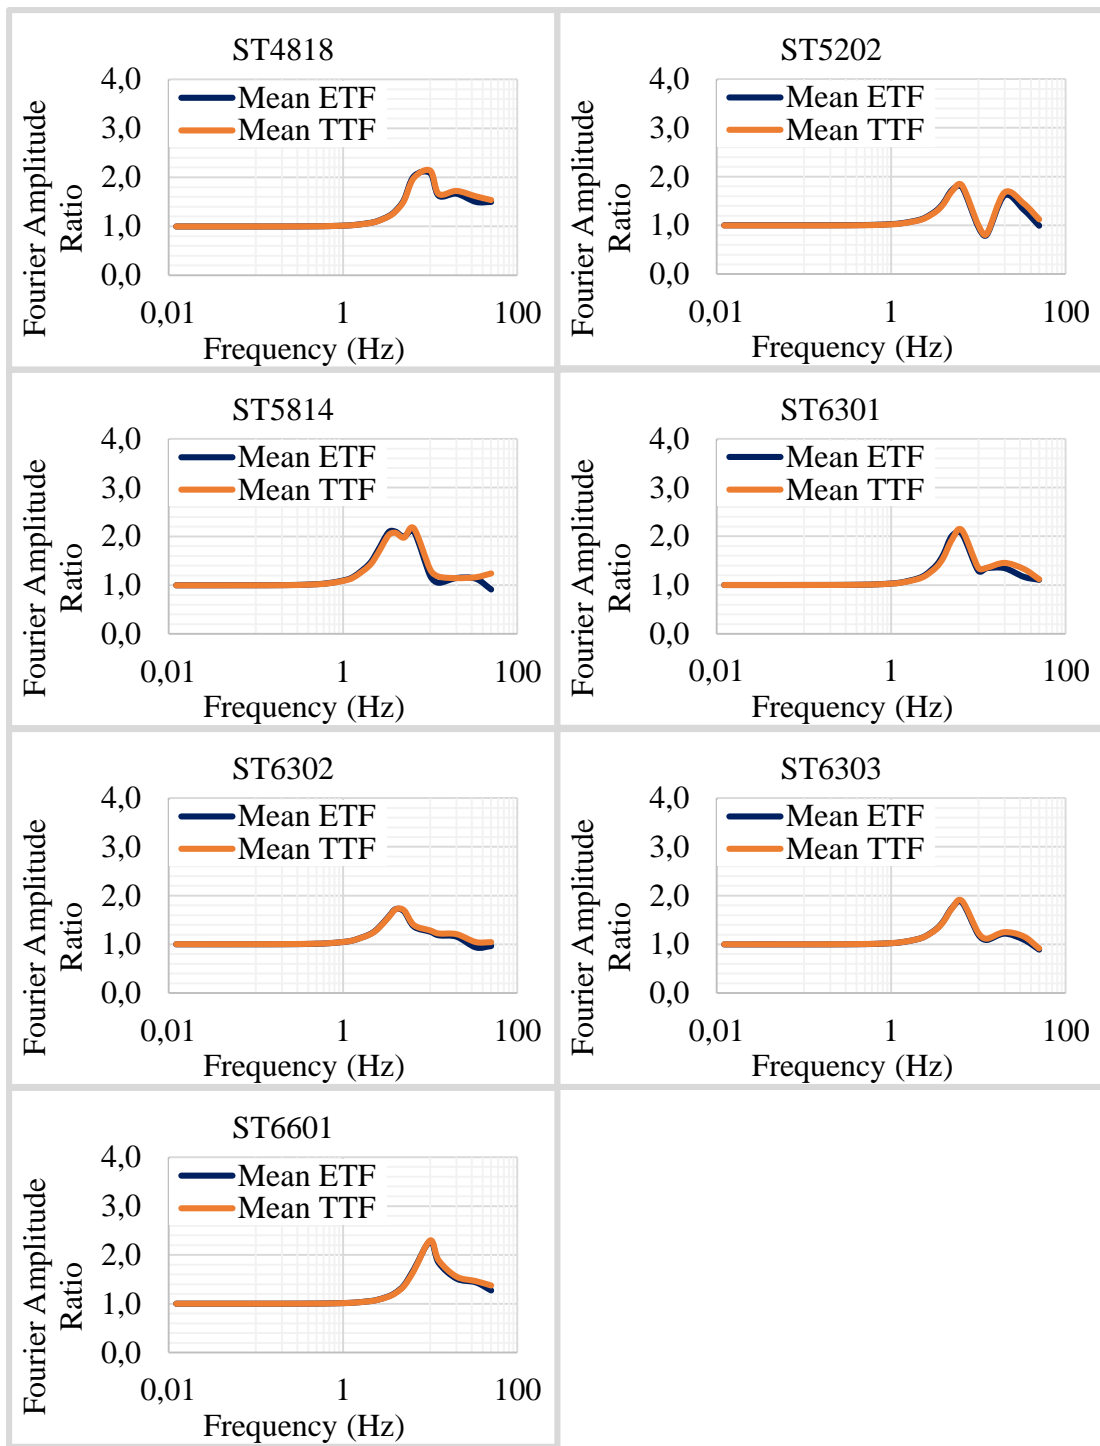 ST4818
4,0
3,0
2,0
1,0
0,0
Mean ETF
Mean TTF
Fourier Amplitude
Ratio
0,01 1 100
Frequency (Hz)
ST5202
4,0
3,0
2,0
1,0
0,0
Mean ETF
Mean TTF
Fourier Amplitude
Ratio
0,01 1 100
Frequency (Hz)
ST5814
4,0
3,0
2,0
1,0
0,0
Mean ETF
Mean TTF
Fourier Amplitude
Ratio
0,01 1 100
Frequency (Hz)
ST6301
4,0
3,0
2,0
1,0
0,0
Mean ETF
Mean TTF
Fourier Amplitude
Ratio
0,01 1 100
Frequency (Hz)
ST6302
4,0
3,0
2,0
1,0
0,0
Mean ETF
Mean TTF
Fourier Amplitude
Ratio
0,01 1 100
Frequency (Hz)
ST6303
4,0
3,0
2,0
1,0
0,0
Mean ETF
Mean TTF
Fourier Amplitude
Ratio
0,01 1 100
Frequency (Hz)
ST6601
4,0
3,0
2,0
1,0
0,0
Mean ETF
Mean TTF
Fourier Amplitude
Ratio
0,01 1 100
Frequency (Hz)